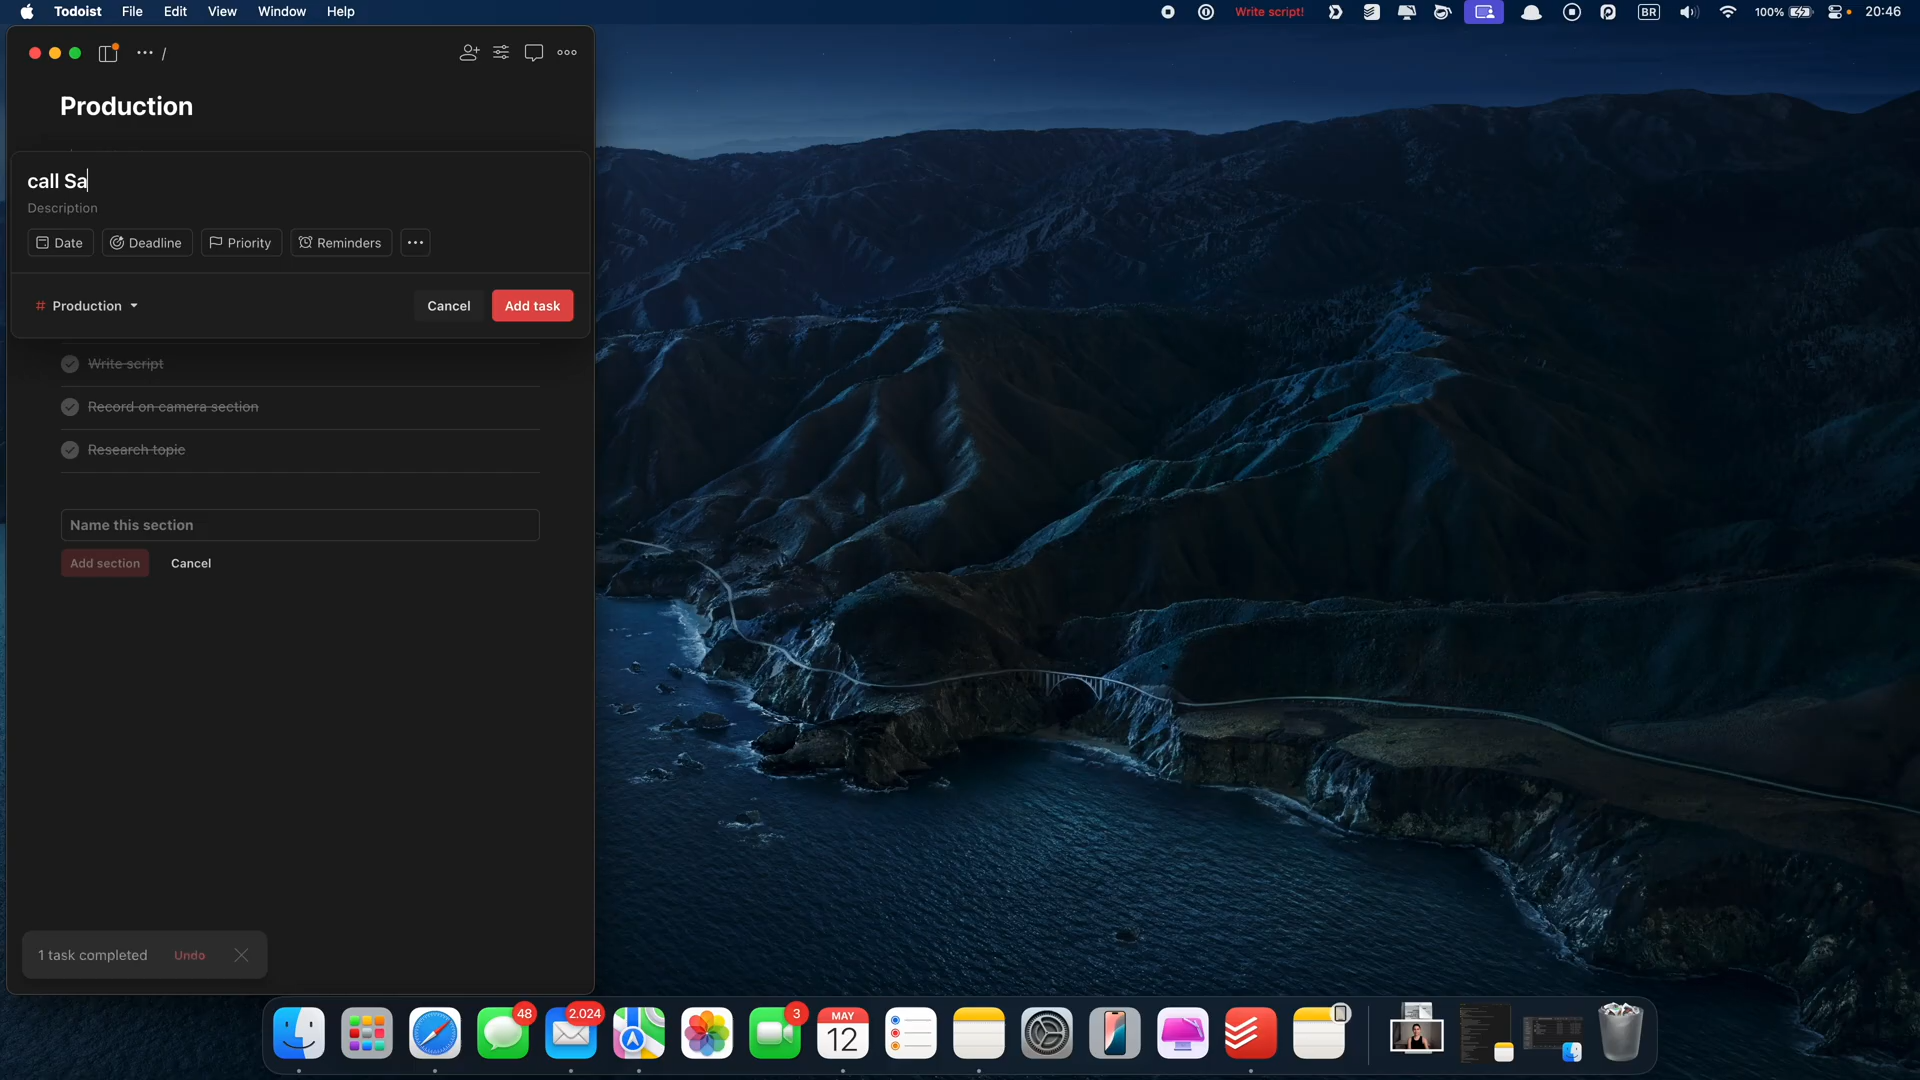 Todoist File Edit View Window Help Write script! BR 100% 20:46
... /
Production
call Sa
Description
Date Deadline Priority Reminders
# Production Cancel Add task
Write script
Record on camera section
Research topic
Name this section
Add section Cancel
1 task completed Undo
48 2.024 3
MAY
12